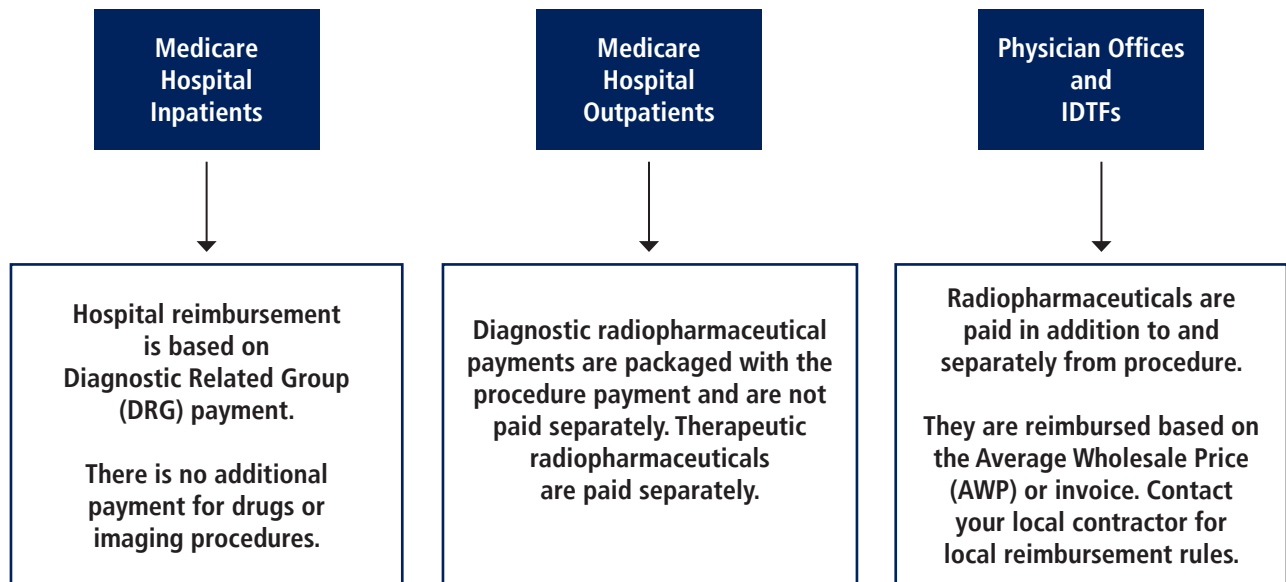 Medicare
Hospital
Inpatients
Hospital reimbursement
is based on
Diagnostic Related Group
(DRG) payment.
There is no additional
payment for drugs or
imaging procedures.
Medicare
Hospital
Outpatients
Diagnostic radiopharmaceutical
payments are packaged with the
procedure payment and are not
paid separately. Therapeutic
radiopharmaceuticals
are paid separately.
Physician Offices
and
IDTFs
Radiopharmaceuticals are
paid in addition to and
separately from procedure.
They are reimbursed based on
the Average Wholesale Price
(AWP) or invoice. Contact
your local contractor for
local reimbursement rules.